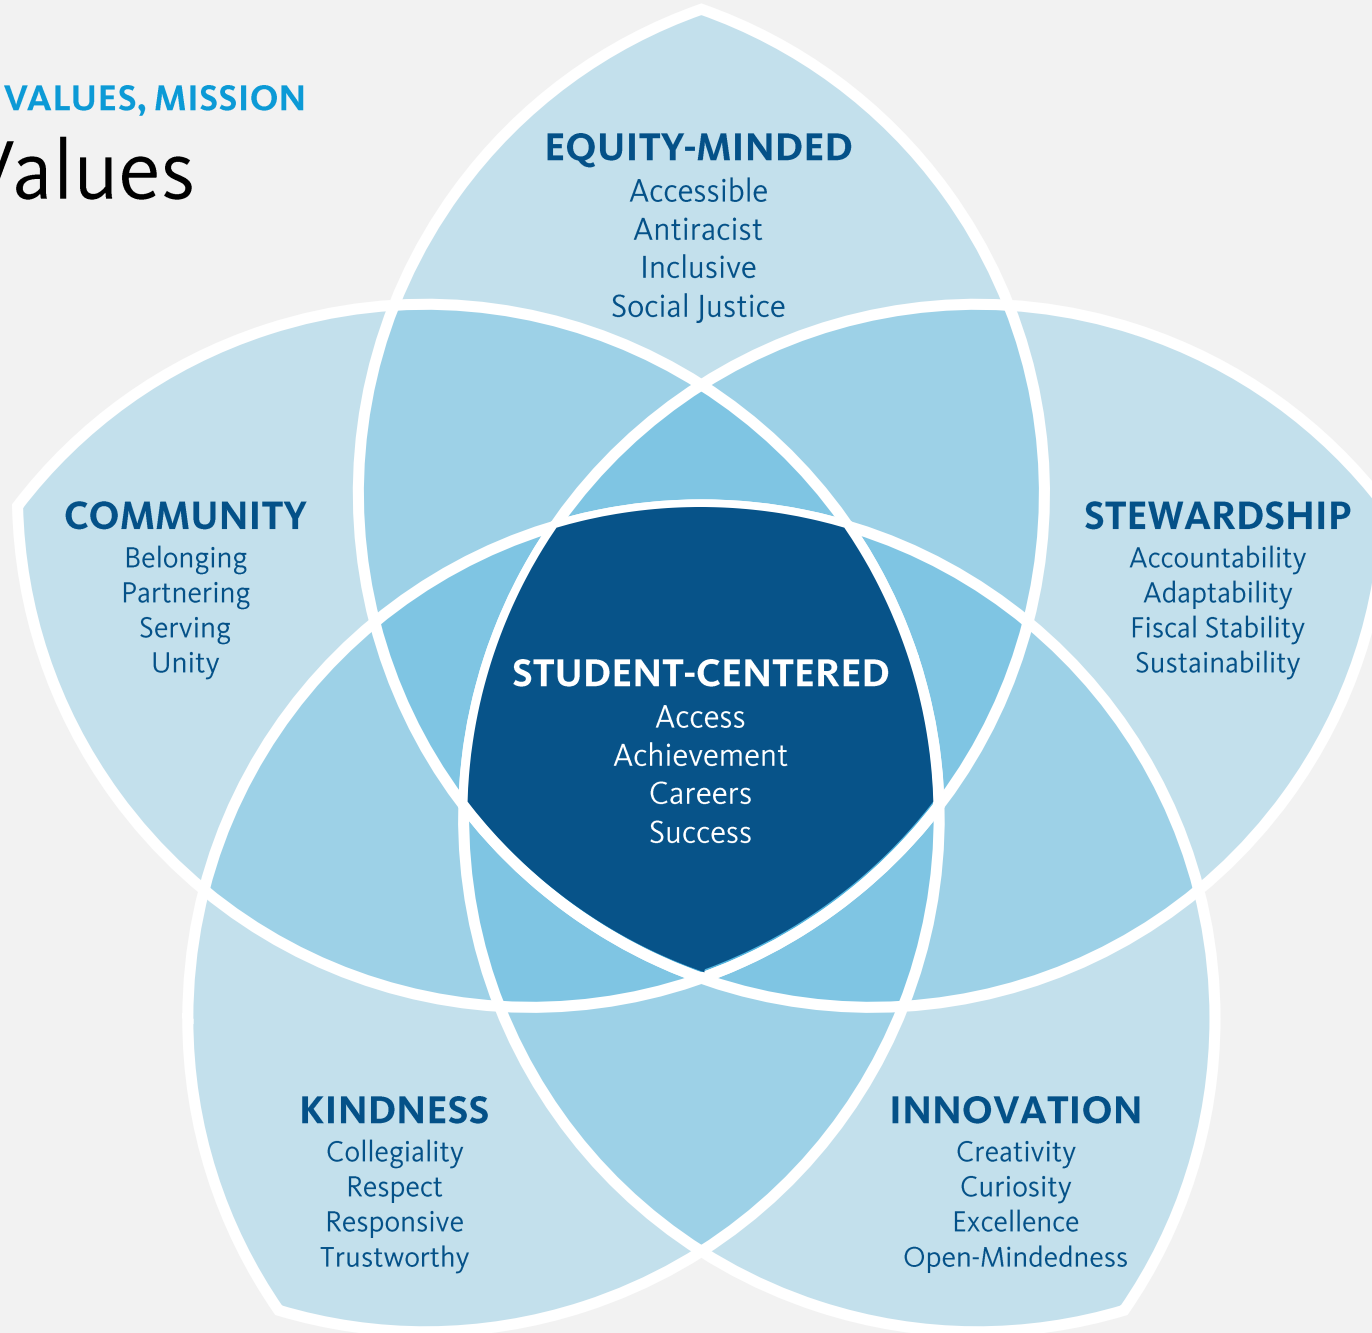 VALUES, MISSION
Values
EQUITY-MINDED
Accessible
Antiracist
Inclusive
Social Justice
COMMUNITY
Belonging
Partnering
Serving
Unity
STEWARDSHIP
Accountability
Adaptability
Fiscal Stability
Sustainability
STUDENT-CENTERED
Access
Achievement
Careers
Success
KINDNESS
Collegiality
Respect
Responsive
Trustworthy
INNOVATION
Creativity
Curiosity
Excellence
Open-Mindedness